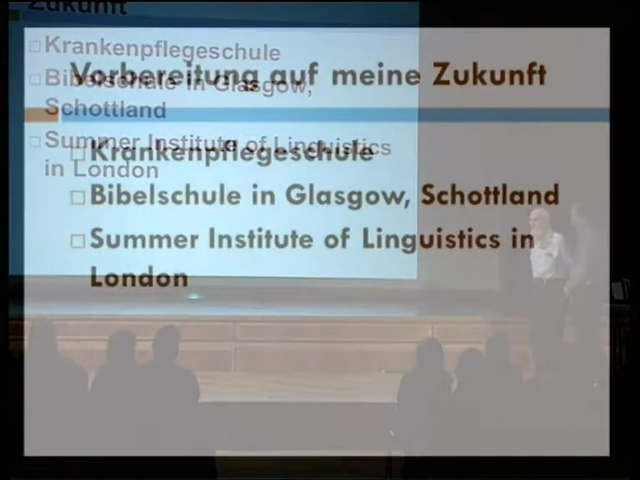 Zukunft
□ Krankenpflegeschule
□ Bibelschule in Glasgow,
Schottland
□ Summer Institute of Linguistics
in London
Vorbereitung auf meine Zukunft
□ Krankenpflegeschule
□ Bibelschule in Glasgow, Schottland
□ Summer Institute of Linguistics in
London